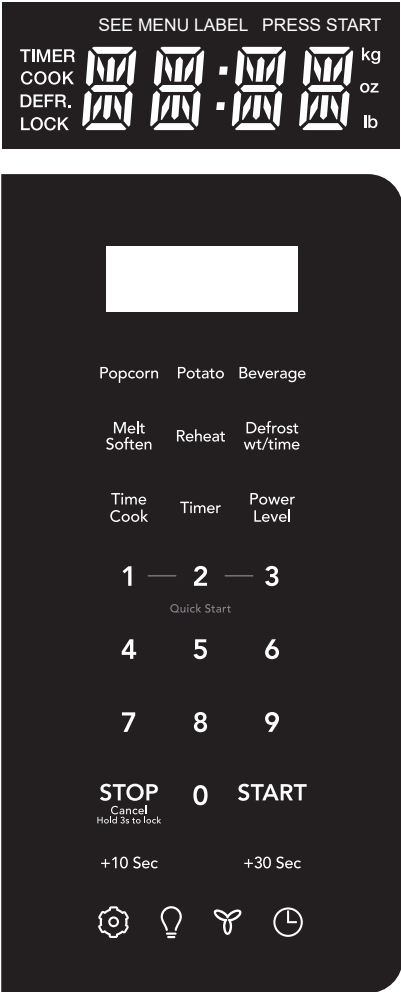 SEE MENU LABEL PRESS START
TIMER
COOK
DEFR.
LOCK
kg
oz
lb
Popcorn Potato Beverage
Melt
Soften
Reheat
Defrost
wt/time
Time
Cook
Timer
Power
Level
1 — 2 — 3
Quick Start
4 5 6
7 8 9
STOP
Cancel
Hold 3s to lock
0
START
+10 Sec +30 Sec